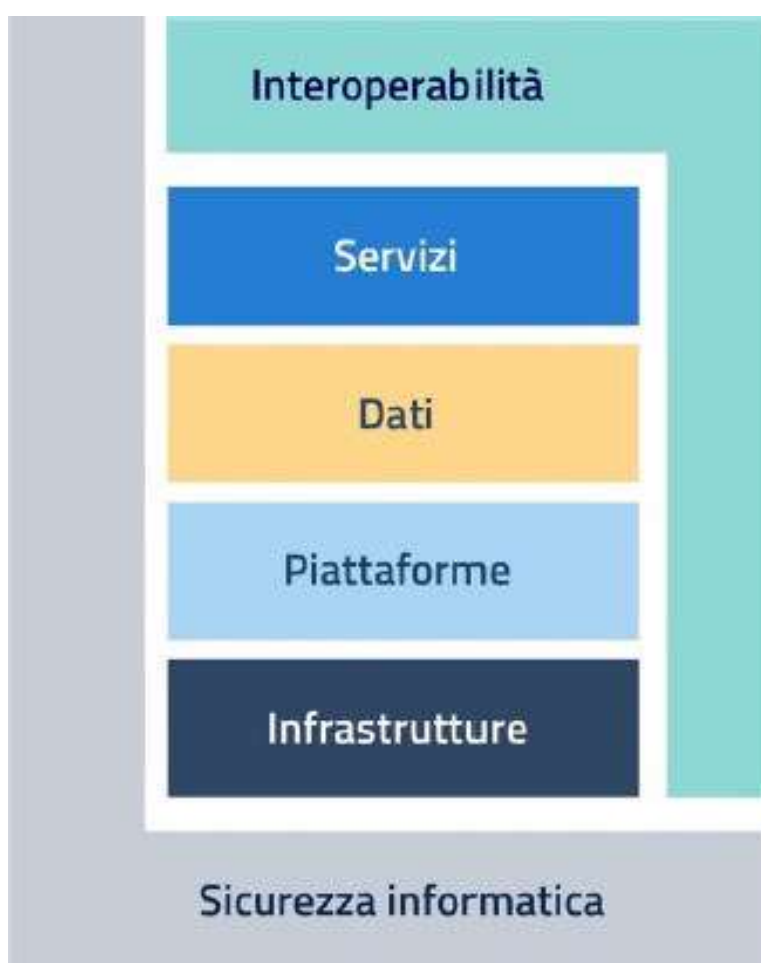 Interoperabilità
Servizi
Dati
Piattaforme
Infrastrutture
Sicurezza informatica